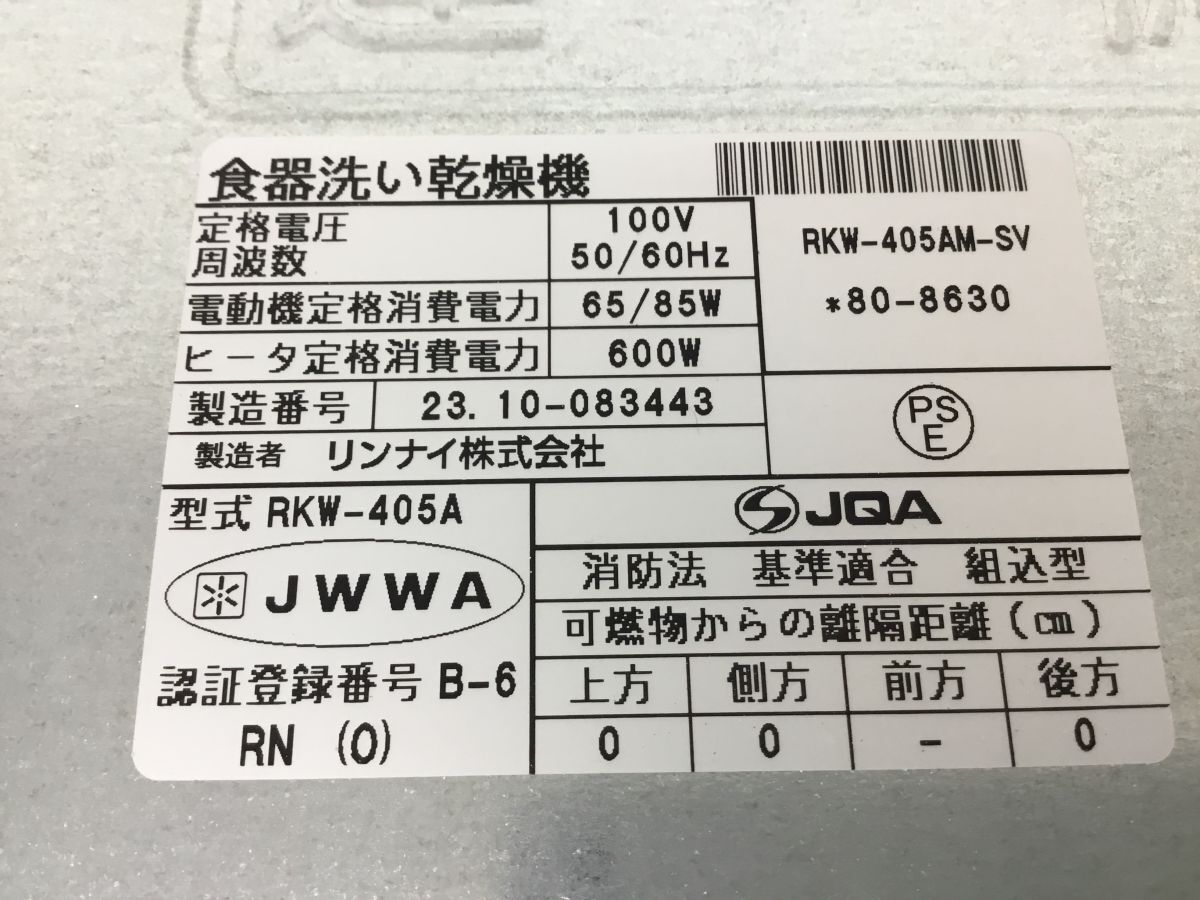 食器洗い乾燥機
定格電圧 100V
周波数 50/60Hz
電動機定格消費電力 65/85W
ヒータ定格消費電力 600W
製造番号 23.10-083443
製造者 リンナイ株式会社
RKW-405AM-SV
*80-8630
PS
E
型式 RKW-405A
JWWA
認証登録番号 B-6
RN (O)
JQA
消防法 基準適合 組込型
可燃物からの離隔距離(cm)
上方 側方 前方 後方
0 0 - 0